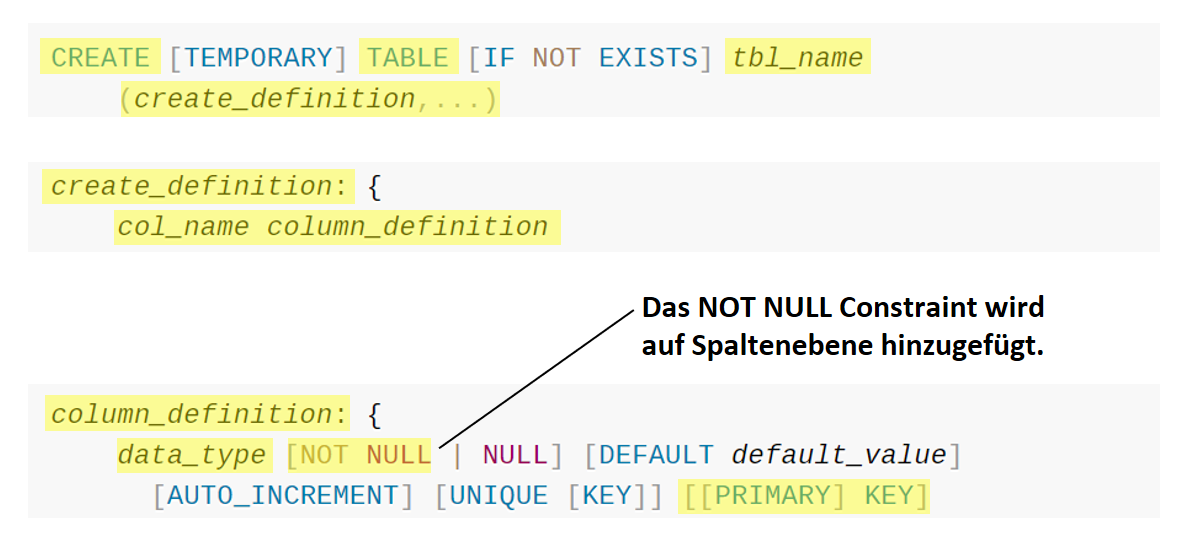 CREATE [TEMPORARY] TABLE [IF NOT EXISTS] tbl_name
(create_definition,...)
create_definition: {
col_name column_definition
Das NOT NULL Constraint wird
auf Spaltenebene hinzugefügt.
column_definition: {
data_type [NOT NULL | NULL] [DEFAULT default_value]
[AUTO_INCREMENT] [UNIQUE [KEY]] [[PRIMARY] KEY]